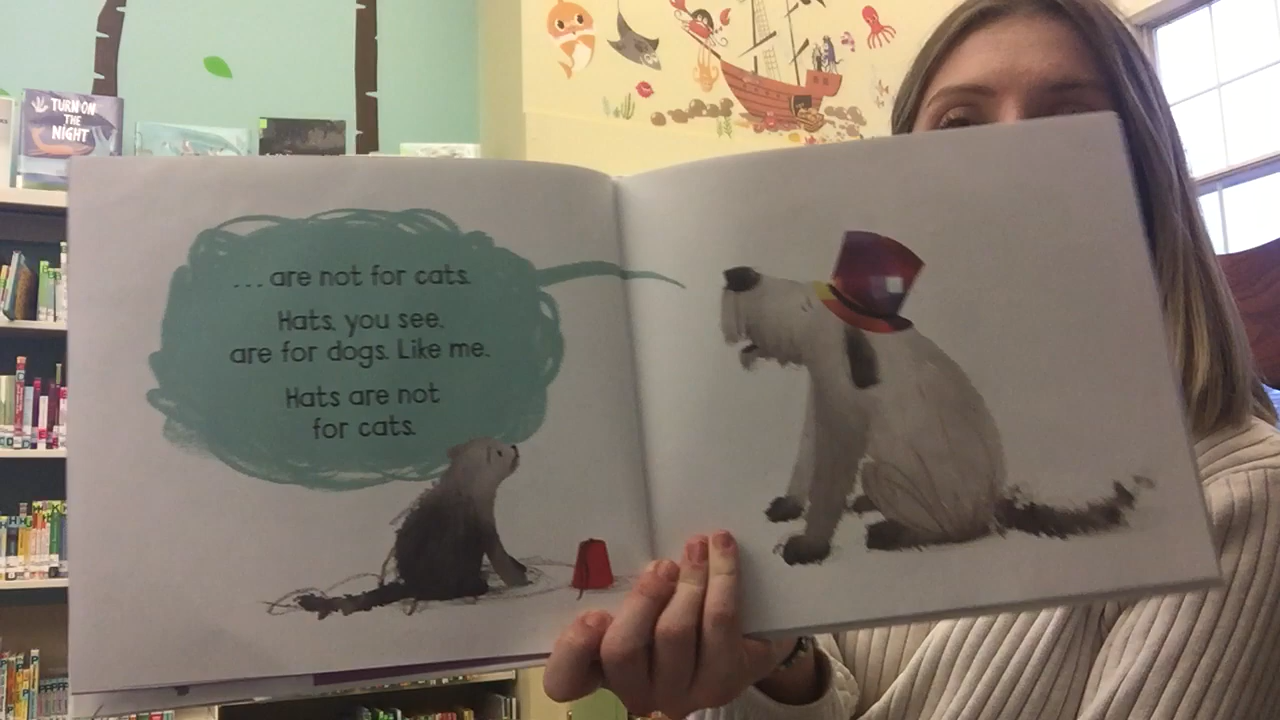 TURN ON
THE
NIGHT
... are not for cats.
Hats, you see,
are for dogs. Like me.
Hats are not
for cats.